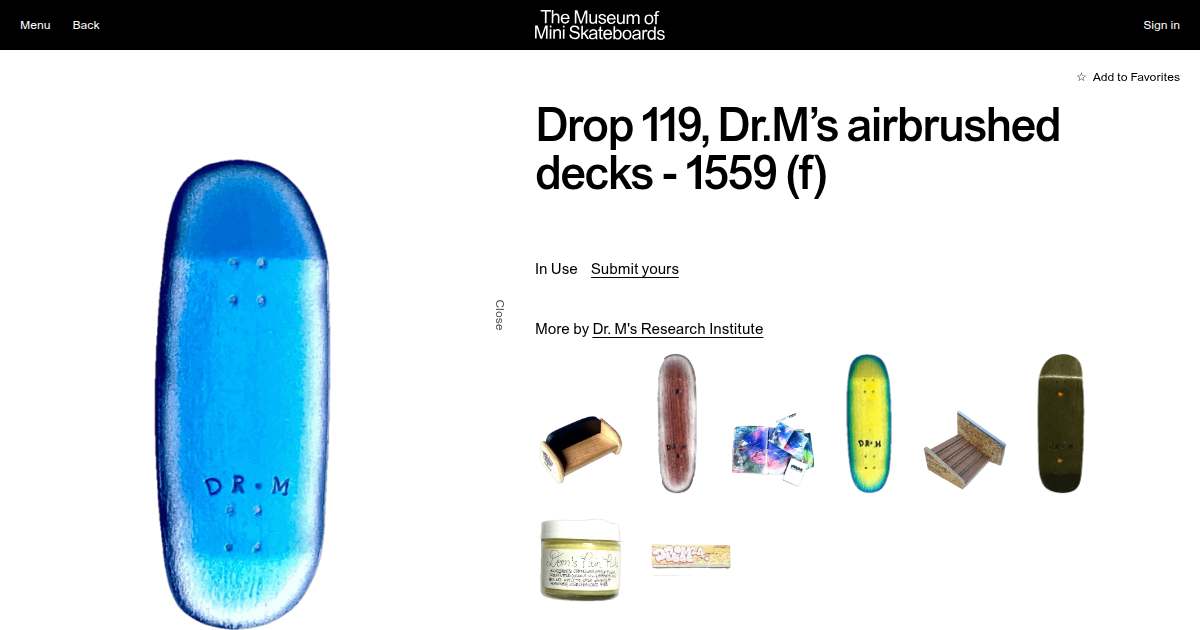 Menu
Back
The Museum of
Mini Skateboards
Sign in
☆ Add to Favorites
Drop 119, Dr.M’s airbrushed
decks - 1559 (f)
In Use
Submit yours
Close
More by Dr. M's Research Institute
DR·M
DR·M